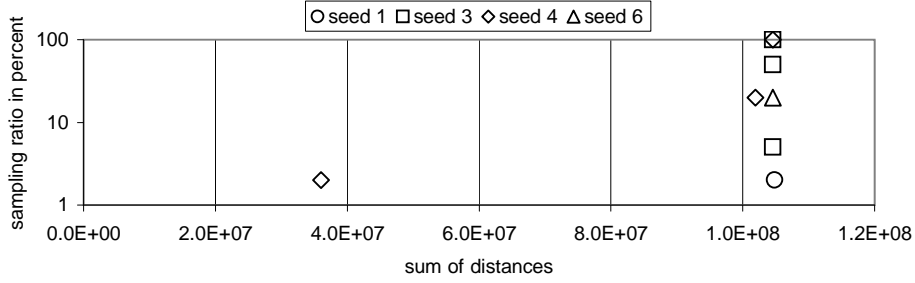 seed 1 seed 3 seed 4 seed 6
100
10
1
sampling ratio in percent
0.0E+00 2.0E+07 4.0E+07 6.0E+07 8.0E+07 1.0E+08 1.2E+08
sum of distances